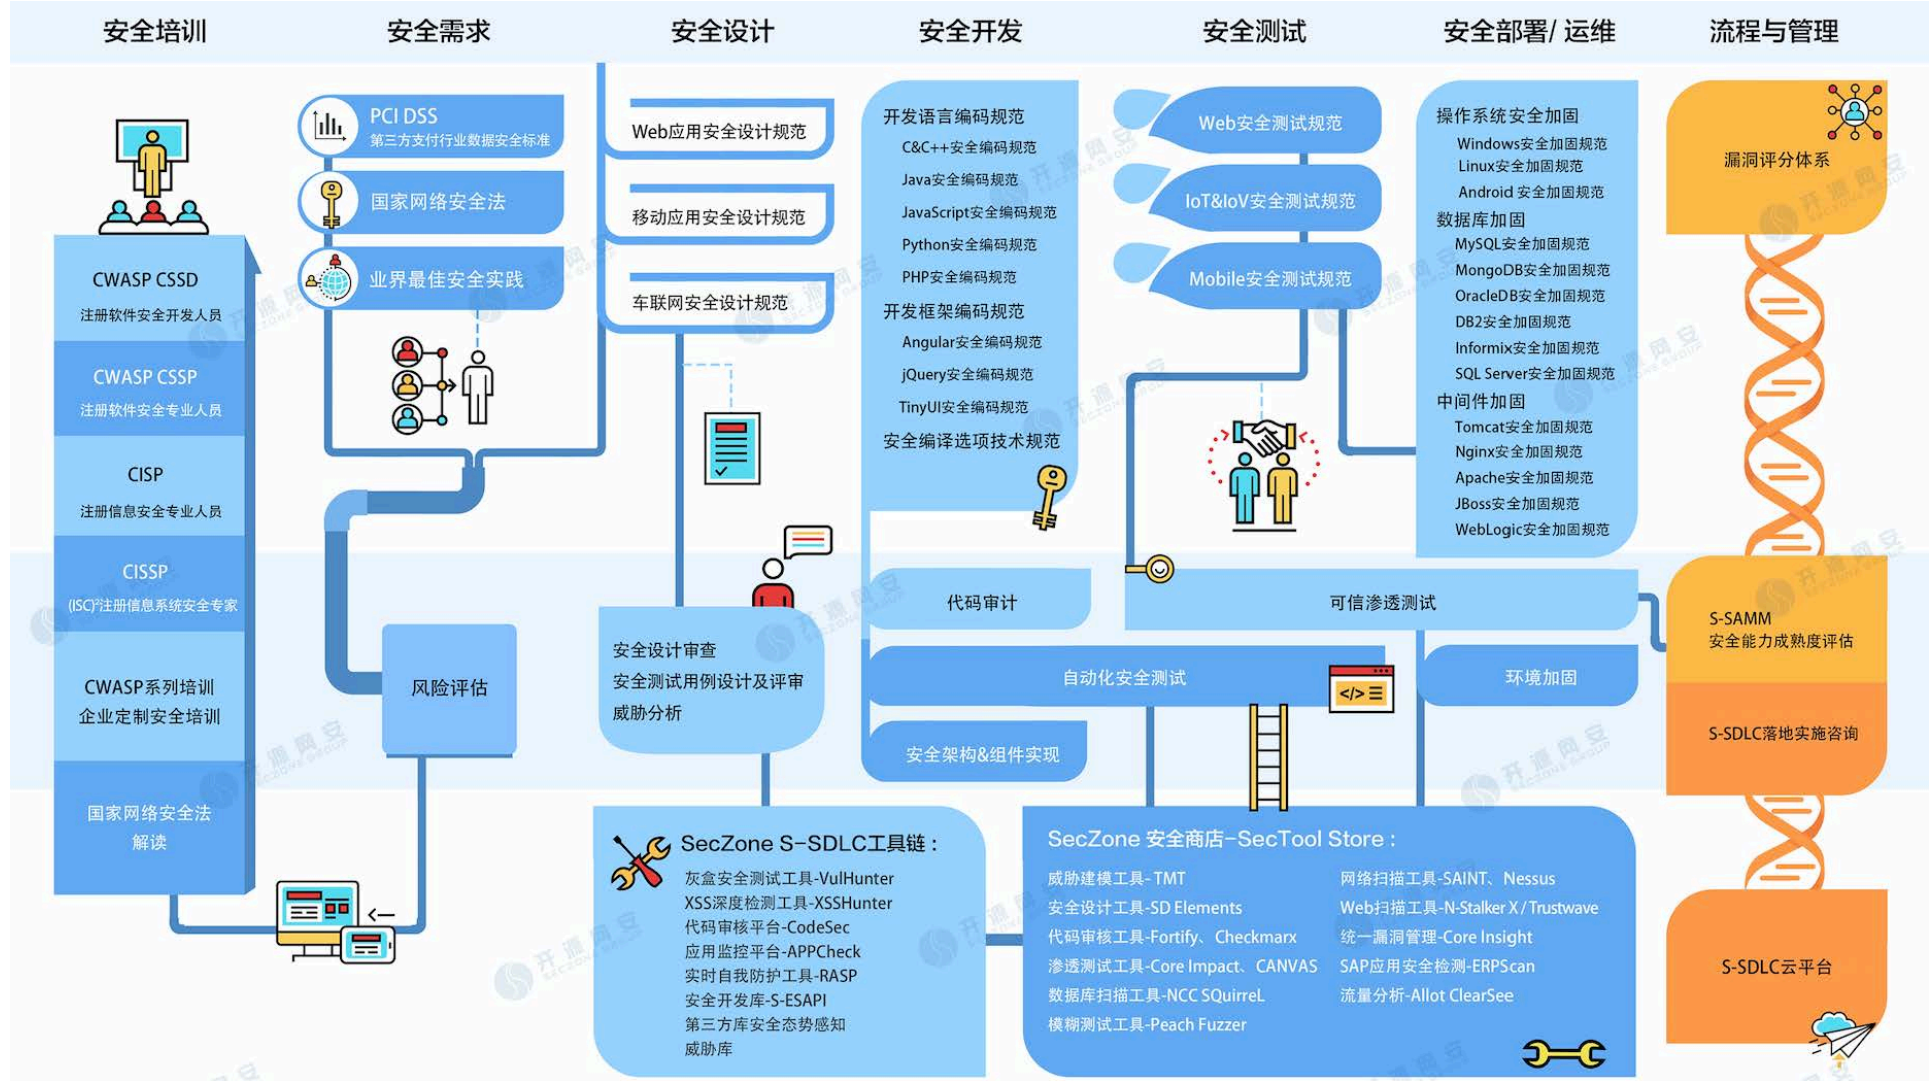 安全培训
安全需求
安全设计
安全开发
安全测试
安全部署/ 运维
流程与管理
CWASP CSSD
注册软件安全开发人员
CWASP CSSP
注册软件安全专业人员
CISP
注册信息安全专业人员
CISSP
(ISC)²注册信息系统安全专家
CWASP系列培训
企业定制安全培训
国家网络安全法
解读
PCI DSS
第三方支付行业数据安全标准
国家网络安全法
业界最佳安全实践
风险评估
Web应用安全设计规范
移动应用安全设计规范
车联网安全设计规范
安全设计审查
安全测试用例设计及评审
威胁分析
开发语言编码规范
C&C++安全编码规范
Java安全编码规范
JavaScript安全编码规范
Python安全编码规范
PHP安全编码规范
开发框架编码规范
Angular安全编码规范
jQuery安全编码规范
TinyUI安全编码规范
安全编译选项技术规范
代码审计
自动化安全测试
安全架构&组件实现
Web安全测试规范
IoT&IoV安全测试规范
Mobile安全测试规范
可信渗透测试
</>
操作系统安全加固
Windows安全加固规范
Linux安全加固规范
Android 安全加固规范
数据库加固
MySQL安全加固规范
MongoDB安全加固规范
OracleDB安全加固规范
DB2安全加固规范
Informix安全加固规范
SQL Server安全加固规范
中间件加固
Tomcat安全加固规范
Nginx安全加固规范
Apache安全加固规范
JBoss安全加固规范
WebLogic安全加固规范
环境加固
漏洞评分体系
S-SAMM
安全能力成熟度评估
S-SDLC落地实施咨询
S-SDLC云平台
SecZone S-SDLC工具链：
灰盒安全测试工具-VulHunter
XSS深度检测工具-XSSHunter
代码审核平台-CodeSec
应用监控平台-APPCheck
实时自我防护工具-RASP
安全开发库-S-ESAPI
第三方库安全态势感知
威胁库
SecZone 安全商店-SecTool Store：
威胁建模工具- TMT
安全设计工具-SD Elements
代码审核工具-Fortify、Checkmarx
渗透测试工具-Core Impact、CANVAS
数据库扫描工具-NCC SQuirreL
模糊测试工具-Peach Fuzzer
网络扫描工具-SAINT、Nessus
Web扫描工具-N-Stalker X / Trustwave
统一漏洞管理-Core Insight
SAP应用安全检测-ERPScan
流量分析-Allot ClearSee
开源网安
SECZONE GROUP